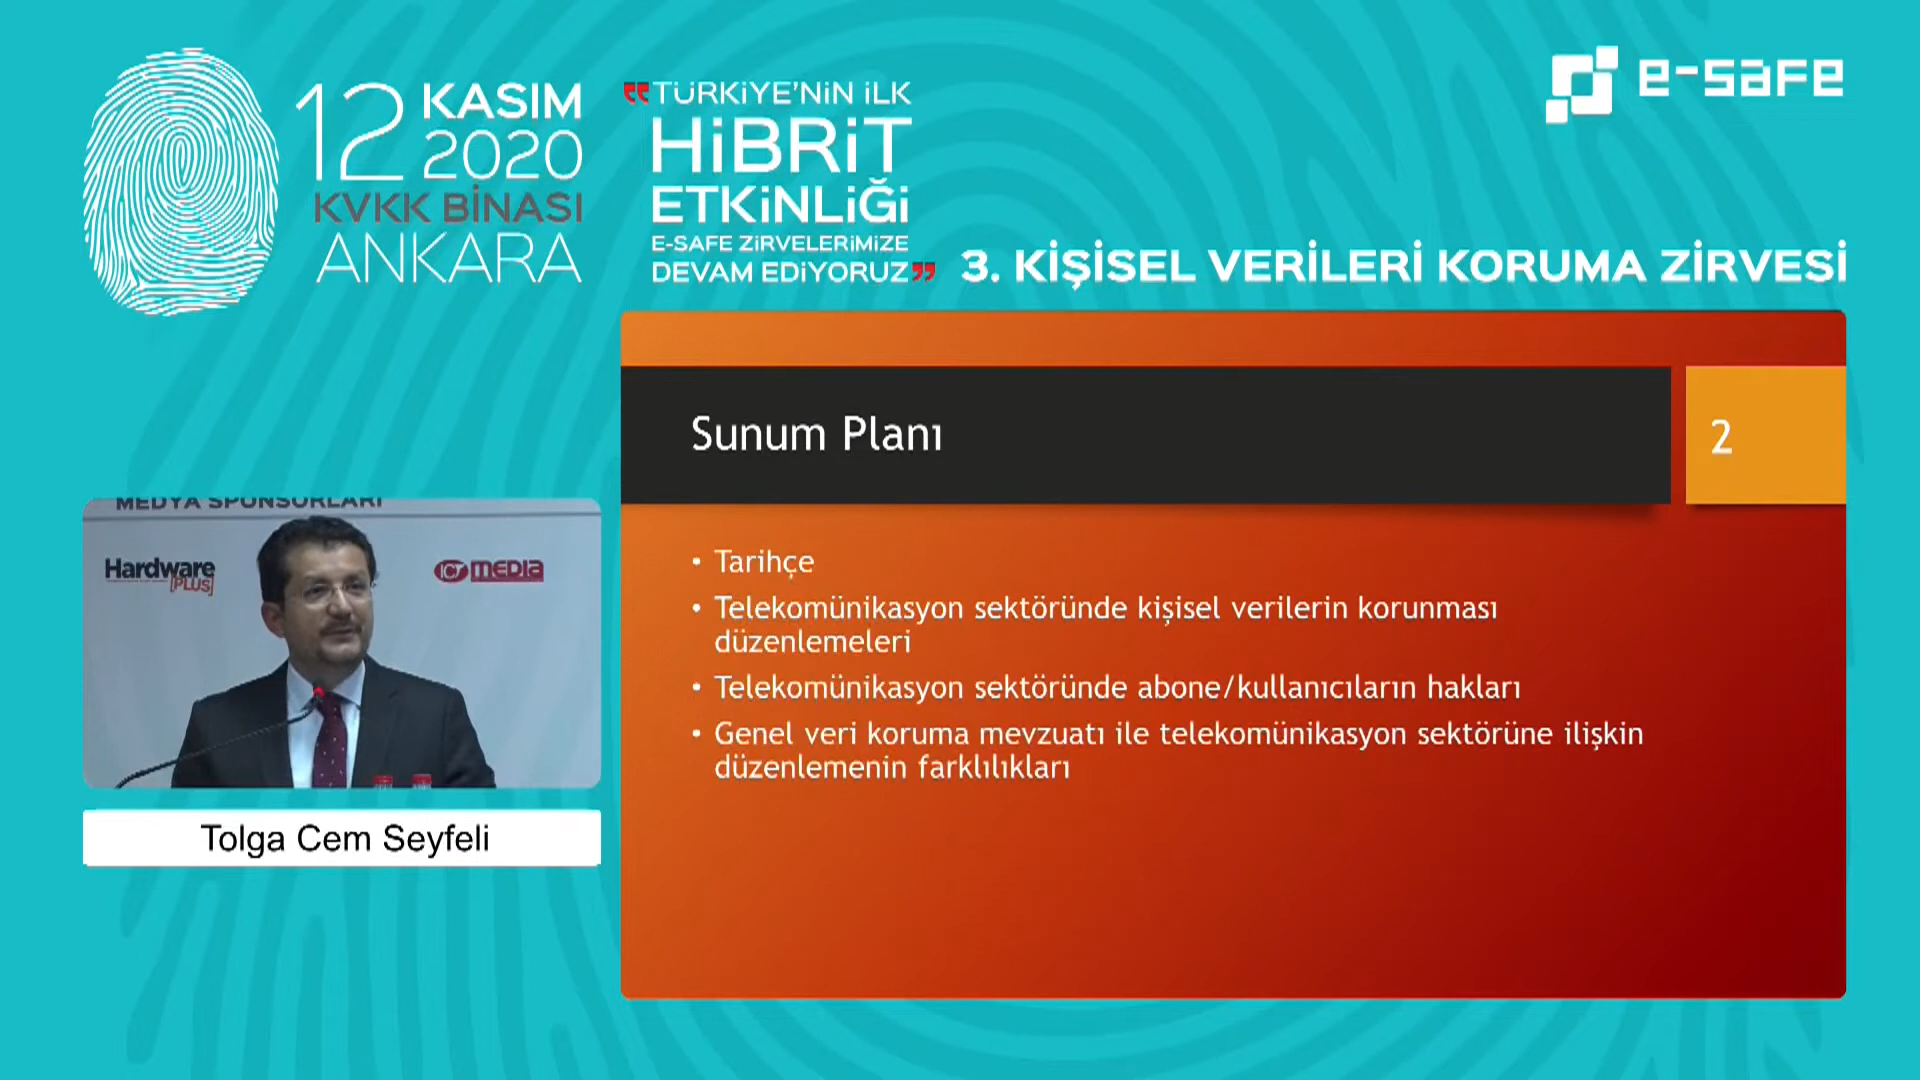 12 KASIM
2020
KVKK BİNASI
ANKARA
"TÜRKİYE'NİN İLK
HİBRİT
ETKİNLİĞİ
E-SAFE ZİRVELERİMİZE
DEVAM EDİYORUZ"
e-safe
3. KİŞİSEL VERİLERİ KORUMA ZİRVESİ
Sunum Planı
2
• Tarihçe
• Telekomünikasyon sektöründe kişisel verilerin korunması
düzenlemeleri
• Telekomünikasyon sektöründe abone/kullanıcıların hakları
• Genel veri koruma mevzuatı ile telekomünikasyon sektörüne ilişkin
düzenlemenin farklılıkları
MEDYA SPONSORLARI
Hardware
[PLUS]
ICT MEDIA
Tolga Cem Seyfeli